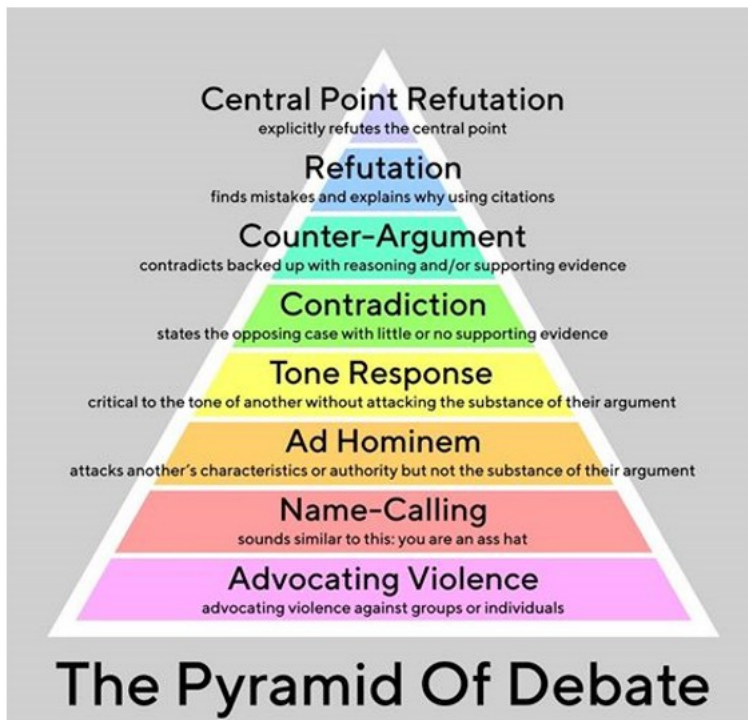 Central Point Refutation
explicitly refutes the central point
Refutation
finds mistakes and explains why using citations
Counter-Argument
contradicts backed up with reasoning and/or supporting evidence
Contradiction
states the opposing case with little or no supporting evidence
Tone Response
critical to the tone of another without attacking the substance of their argument
Ad Hominem
attacks another's characteristics or authority but not the substance of their argument
Name-Calling
sounds similar to this: you are an ass hat
Advocating Violence
advocating violence against groups or individuals
The Pyramid Of Debate